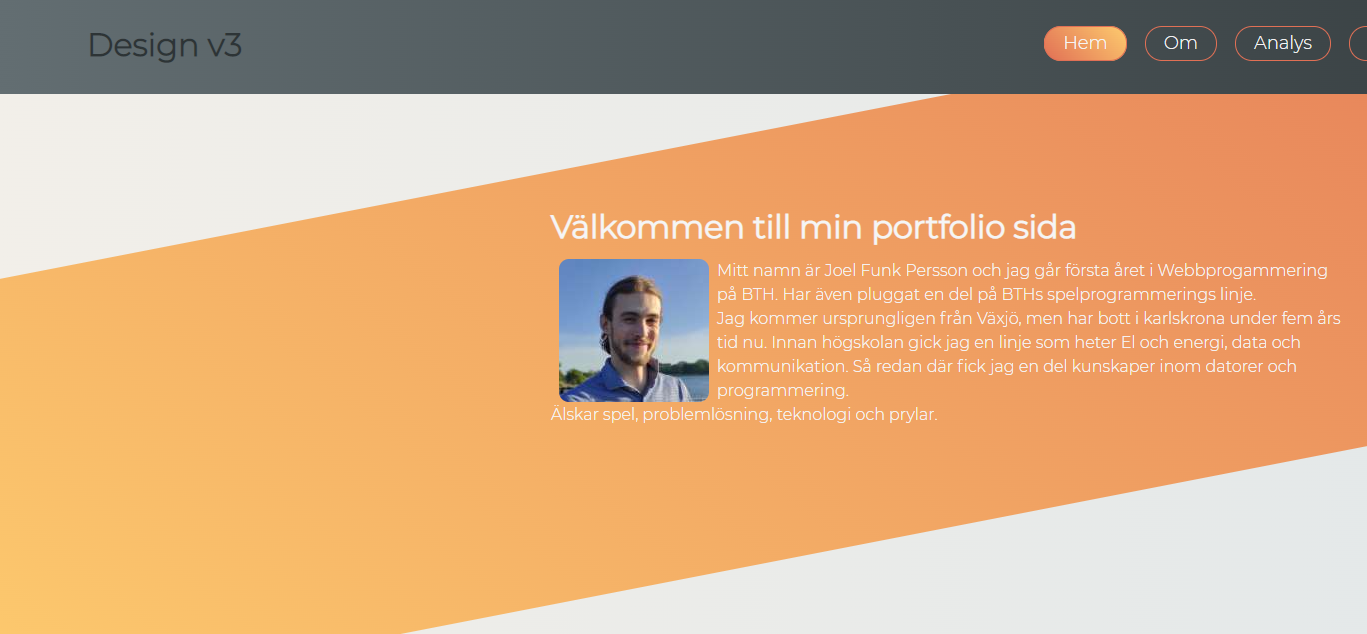 Design v3
Hem
Om
Analys
Välkommen till min portfolio sida
Mitt namn är Joel Funk Persson och jag går första året i Webbprogammering
på BTH. Har även pluggat en del på BTHs spelprogrammerings linje.
Jag kommer ursprungligen från Växjö, men har bott i karlskrona under fem års
tid nu. Innan högskolan gick jag en linje som heter El och energi, data och
kommunikation. Så redan där fick jag en del kunskaper inom datorer och
programmering.
Älskar spel, problemlösning, teknologi och prylar.